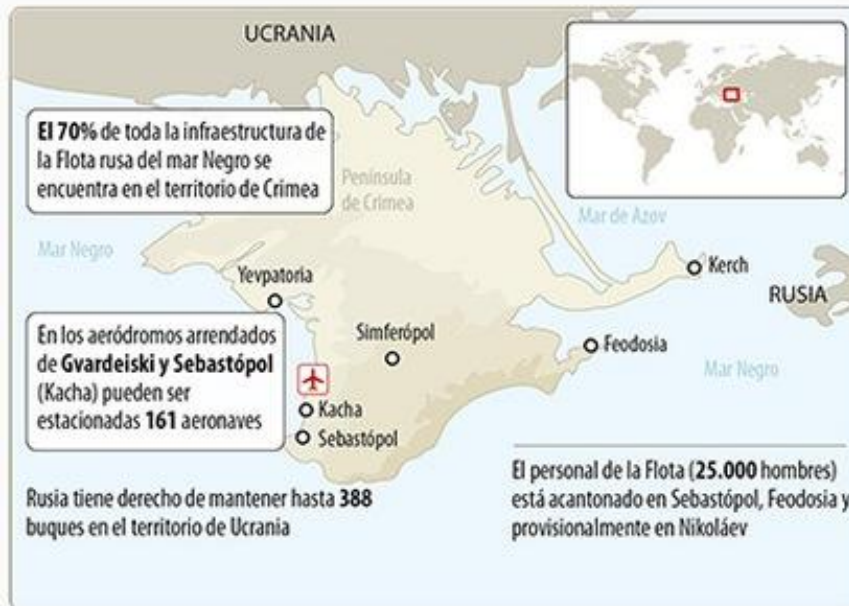 UCRANIA
El 70% de toda la infraestructura de
la Flota rusa del mar Negro se
encuentra en el territorio de Crimea
Península
de Crimea
Mar de Azov
Mar Negro
Kerch
Yevpatoria
RUSIA
En los aeródromos arrendados
de Gvardeiski y Sebastópol
(Kacha) pueden ser
estacionadas 161 aeronaves
Simferópol
Feodosia
Mar Negro
Kacha
Sebastópol
Rusia tiene derecho de mantener hasta 388
buques en el territorio de Ucrania
El personal de la Flota (25.000 hombres)
está acantonado en Sebastópol, Feodosia y
provisionalmente en Nikoláev